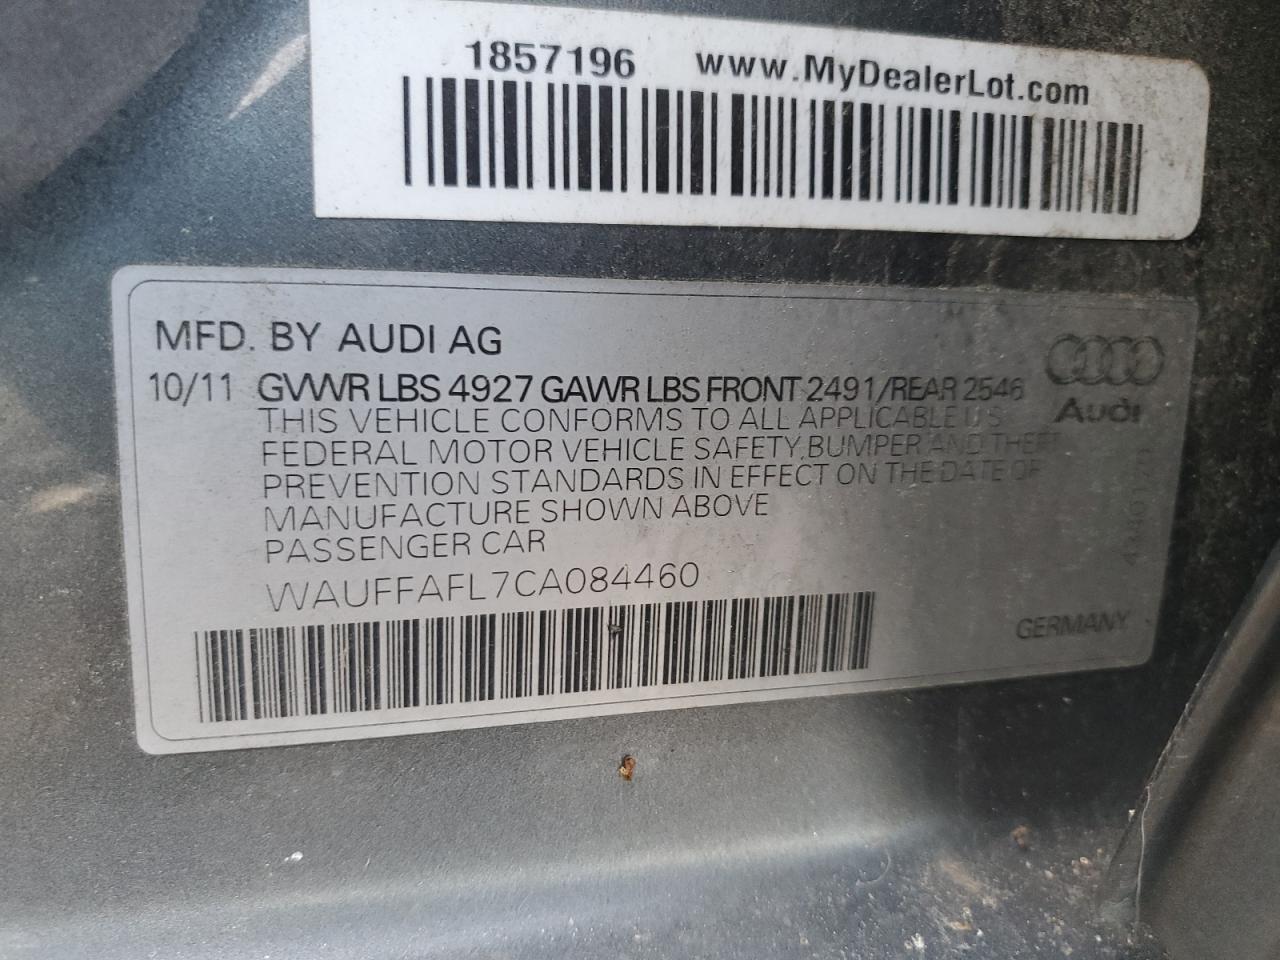 1857196 www.MyDealerLot.com
MFD. BY AUDI AG
10/11 GVWR LBS 4927 GAWR LBS FRONT 2491/REAR 2546
THIS VEHICLE CONFORMS TO ALL APPLICABLE U S
FEDERAL MOTOR VEHICLE SAFETY, BUMPER AND THEFT
PREVENTION STANDARDS IN EFFECT ON THE DATE OF
MANUFACTURE SHOWN ABOVE
PASSENGER CAR
WAUFFAFL7CA084460
Audi
GERMANY